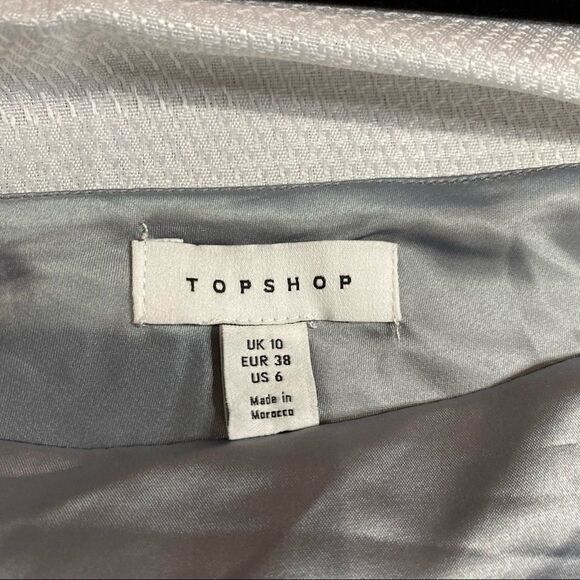 TOPSHOP
UK 10
EUR 38
US 6
Made in
Morocco